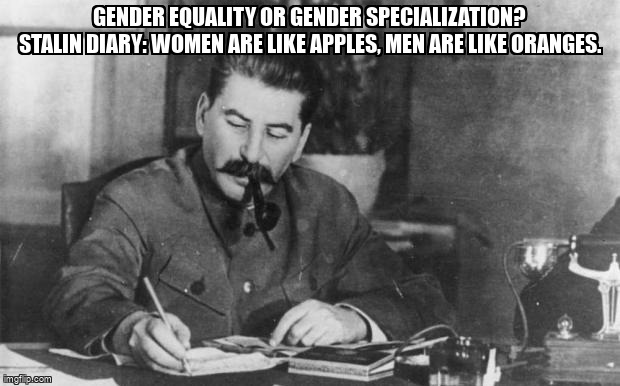 GENDER EQUALITY OR GENDER SPECIALIZATION?
STALIN DIARY: WOMEN ARE LIKE APPLES, MEN ARE LIKE ORANGES.
imgflip.com